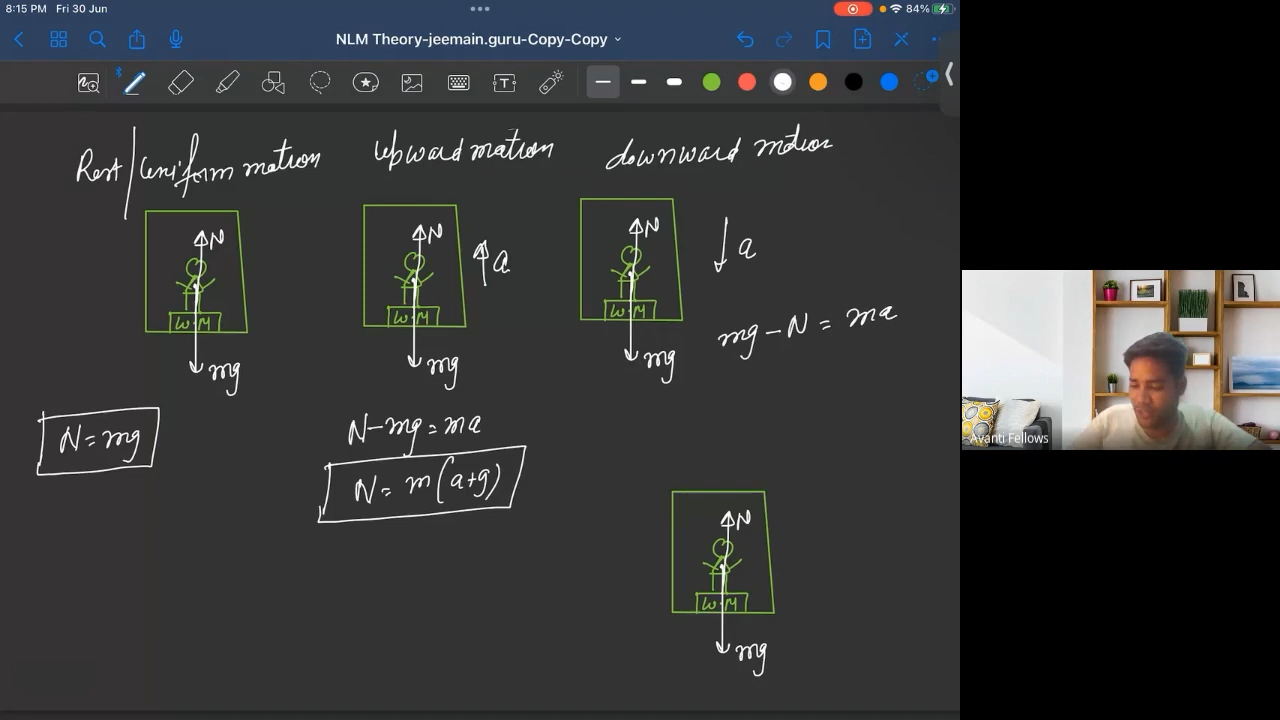 8:15 PM Fri 30 Jun
84%
NLM Theory-jeemain.guru-Copy-Copy
Rest/Uniform motion
upward motion
downward motion
N
W.M
mg
N
a
W.M
mg
N
a
W.M
mg
mg - N = ma
N = mg
N - mg = ma
N = m(a+g)
N
W.M
mg
Avanti Fellows